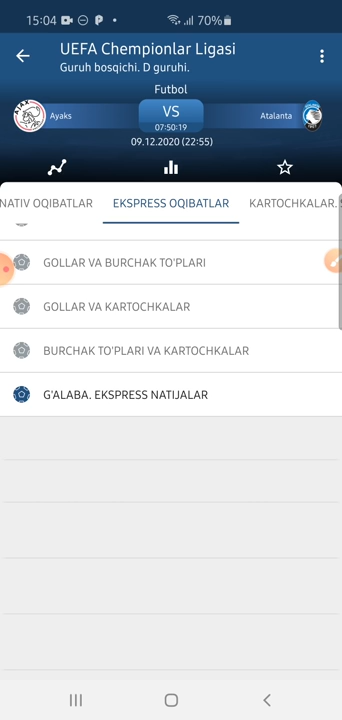 15:04 70%
UEFA Chempionlar Ligasi
Guruh bosqichi. D guruhi.
Futbol
AJAX Ayaks VS Atalanta
07:50:19
09.12.2020 (22:55)
NATIV OQIBATLAR EKSPRESS OQIBATLAR KARTOCHKALAR.
GOLLAR VA BURCHAK TO'PLARI
GOLLAR VA KARTOCHKALAR
BURCHAK TO'PLARI VA KARTOCHKALAR
G'ALABA. EKSPRESS NATIJALAR